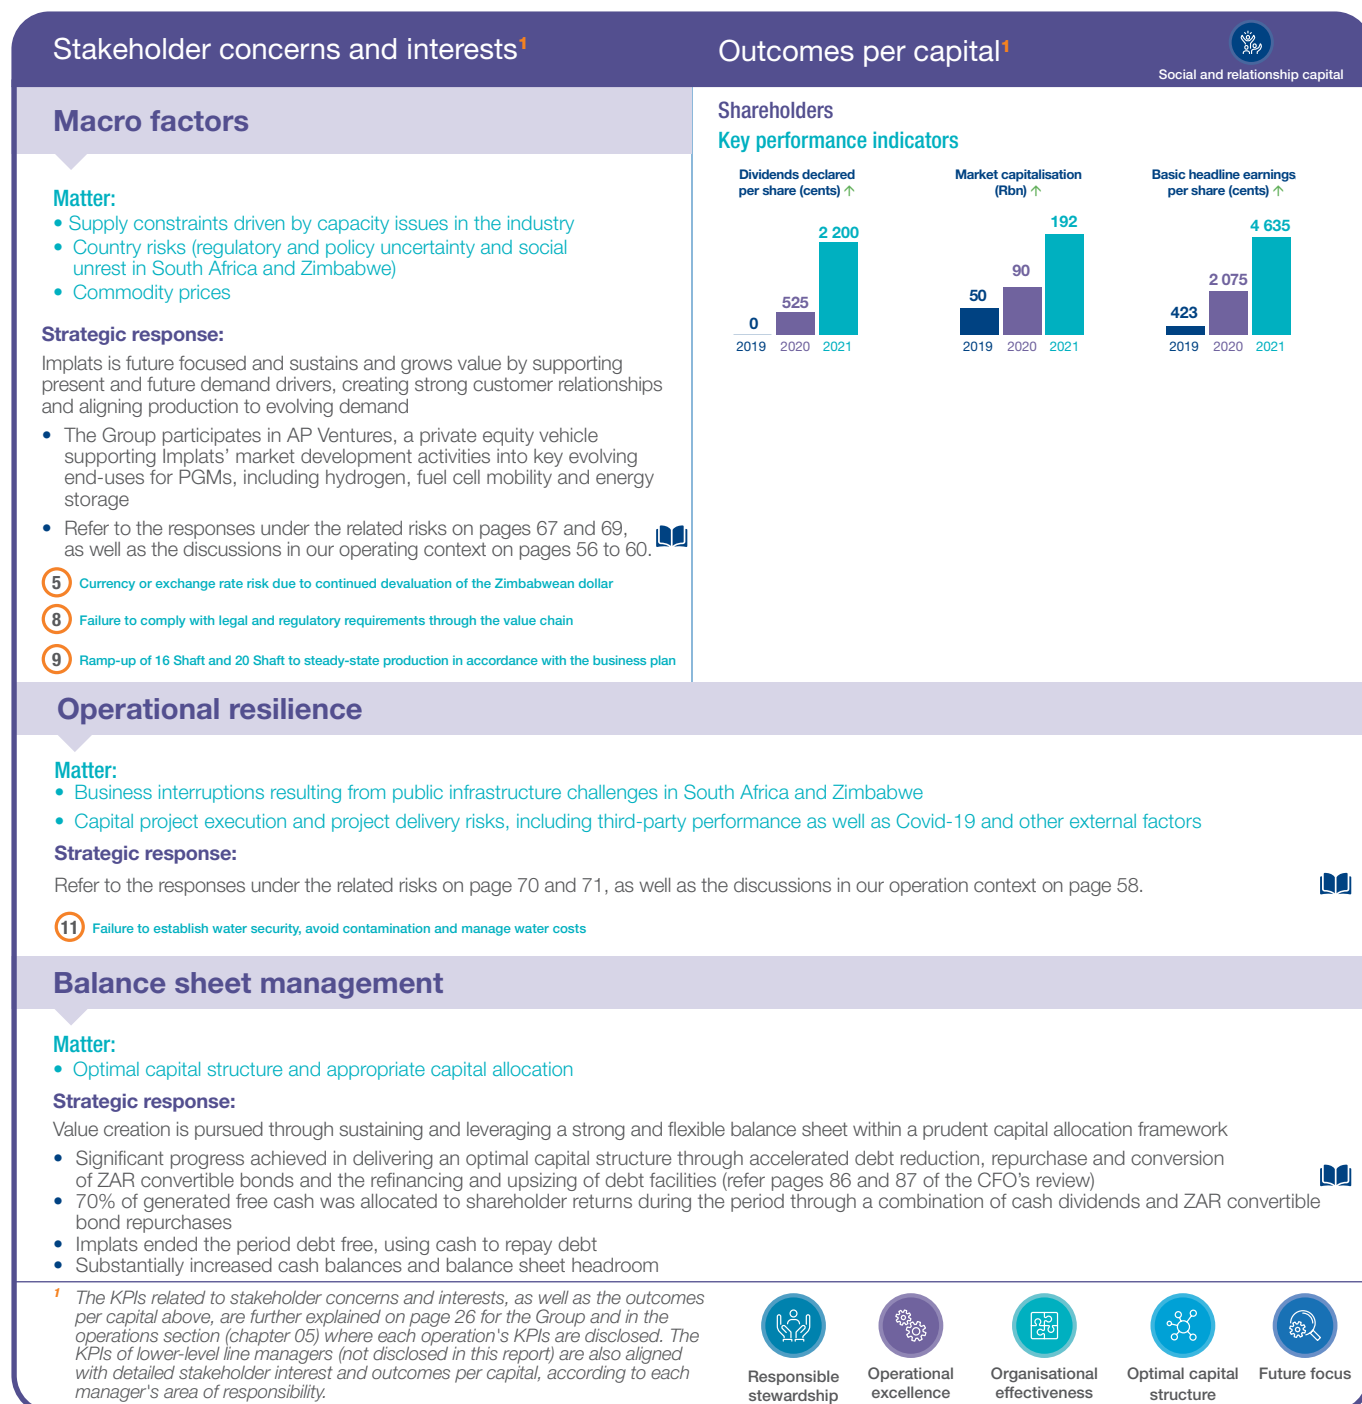 Stakeholder concerns and interests1
Outcomes per capital1
Social and relationship capital
Macro factors
Matter:
• Supply constraints driven by capacity issues in the industry
• Country risks (regulatory and policy uncertainty and social
unrest in South Africa and Zimbabwe)
• Commodity prices
Strategic response:
Implats is future focused and sustains and grows value by supporting
present and future demand drivers, creating strong customer relationships
and aligning production to evolving demand
• The Group participates in AP Ventures, a private equity vehicle
supporting Implats’ market development activities into key evolving
end-uses for PGMs, including hydrogen, fuel cell mobility and energy
storage
• Refer to the responses under the related risks on pages 67 and 69,
as well as the discussions in our operating context on pages 56 to 60.
5 Currency or exchange rate risk due to continued devaluation of the Zimbabwean dollar
8 Failure to comply with legal and regulatory requirements through the value chain
9 Ramp-up of 16 Shaft and 20 Shaft to steady-state production in accordance with the business plan
Shareholders
Key performance indicators
Dividends declared
per share (cents) ↑
0
525
2 200
2019 2020 2021
Market capitalisation
(Rbn) ↑
50
90
192
2019 2020 2021
Basic headline earnings
per share (cents) ↑
423
2 075
4 635
2019 2020 2021
Operational resilience
Matter:
• Business interruptions resulting from public infrastructure challenges in South Africa and Zimbabwe
• Capital project execution and project delivery risks, including third-party performance as well as Covid-19 and other external factors
Strategic response:
Refer to the responses under the related risks on page 70 and 71, as well as the discussions in our operation context on page 58.
11 Failure to establish water security, avoid contamination and manage water costs
Balance sheet management
Matter:
• Optimal capital structure and appropriate capital allocation
Strategic response:
Value creation is pursued through sustaining and leveraging a strong and flexible balance sheet within a prudent capital allocation framework
• Significant progress achieved in delivering an optimal capital structure through accelerated debt reduction, repurchase and conversion
of ZAR convertible bonds and the refinancing and upsizing of debt facilities (refer pages 86 and 87 of the CFO’s review)
• 70% of generated free cash was allocated to shareholder returns during the period through a combination of cash dividends and ZAR convertible
bond repurchases
• Implats ended the period debt free, using cash to repay debt
• Substantially increased cash balances and balance sheet headroom
1 The KPIs related to stakeholder concerns and interests, as well as the outcomes
per capital above, are further explained on page 26 for the Group and in the
operations section (chapter 05) where each operation's KPIs are disclosed. The
KPIs of lower-level line managers (not disclosed in this report) are also aligned
with detailed stakeholder interest and outcomes per capital, according to each
manager's area of responsibility.
Responsible
stewardship
Operational
excellence
Organisational
effectiveness
Optimal capital
structure
Future focus